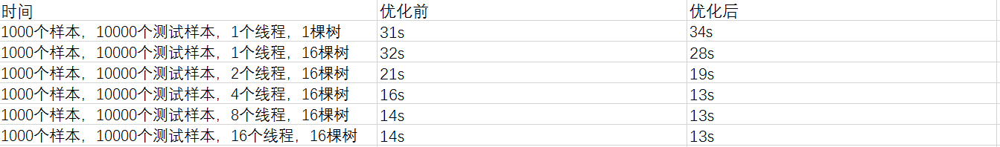 时间 优化前 优化后
1000个样本，10000个测试样本，1个线程，1棵树 31s 34s
1000个样本，10000个测试样本，1个线程，16棵树 32s 28s
1000个样本，10000个测试样本，2个线程，16棵树 21s 19s
1000个样本，10000个测试样本，4个线程，16棵树 16s 13s
1000个样本，10000个测试样本，8个线程，16棵树 14s 13s
1000个样本，10000个测试样本，16个线程，16棵树 14s 13s